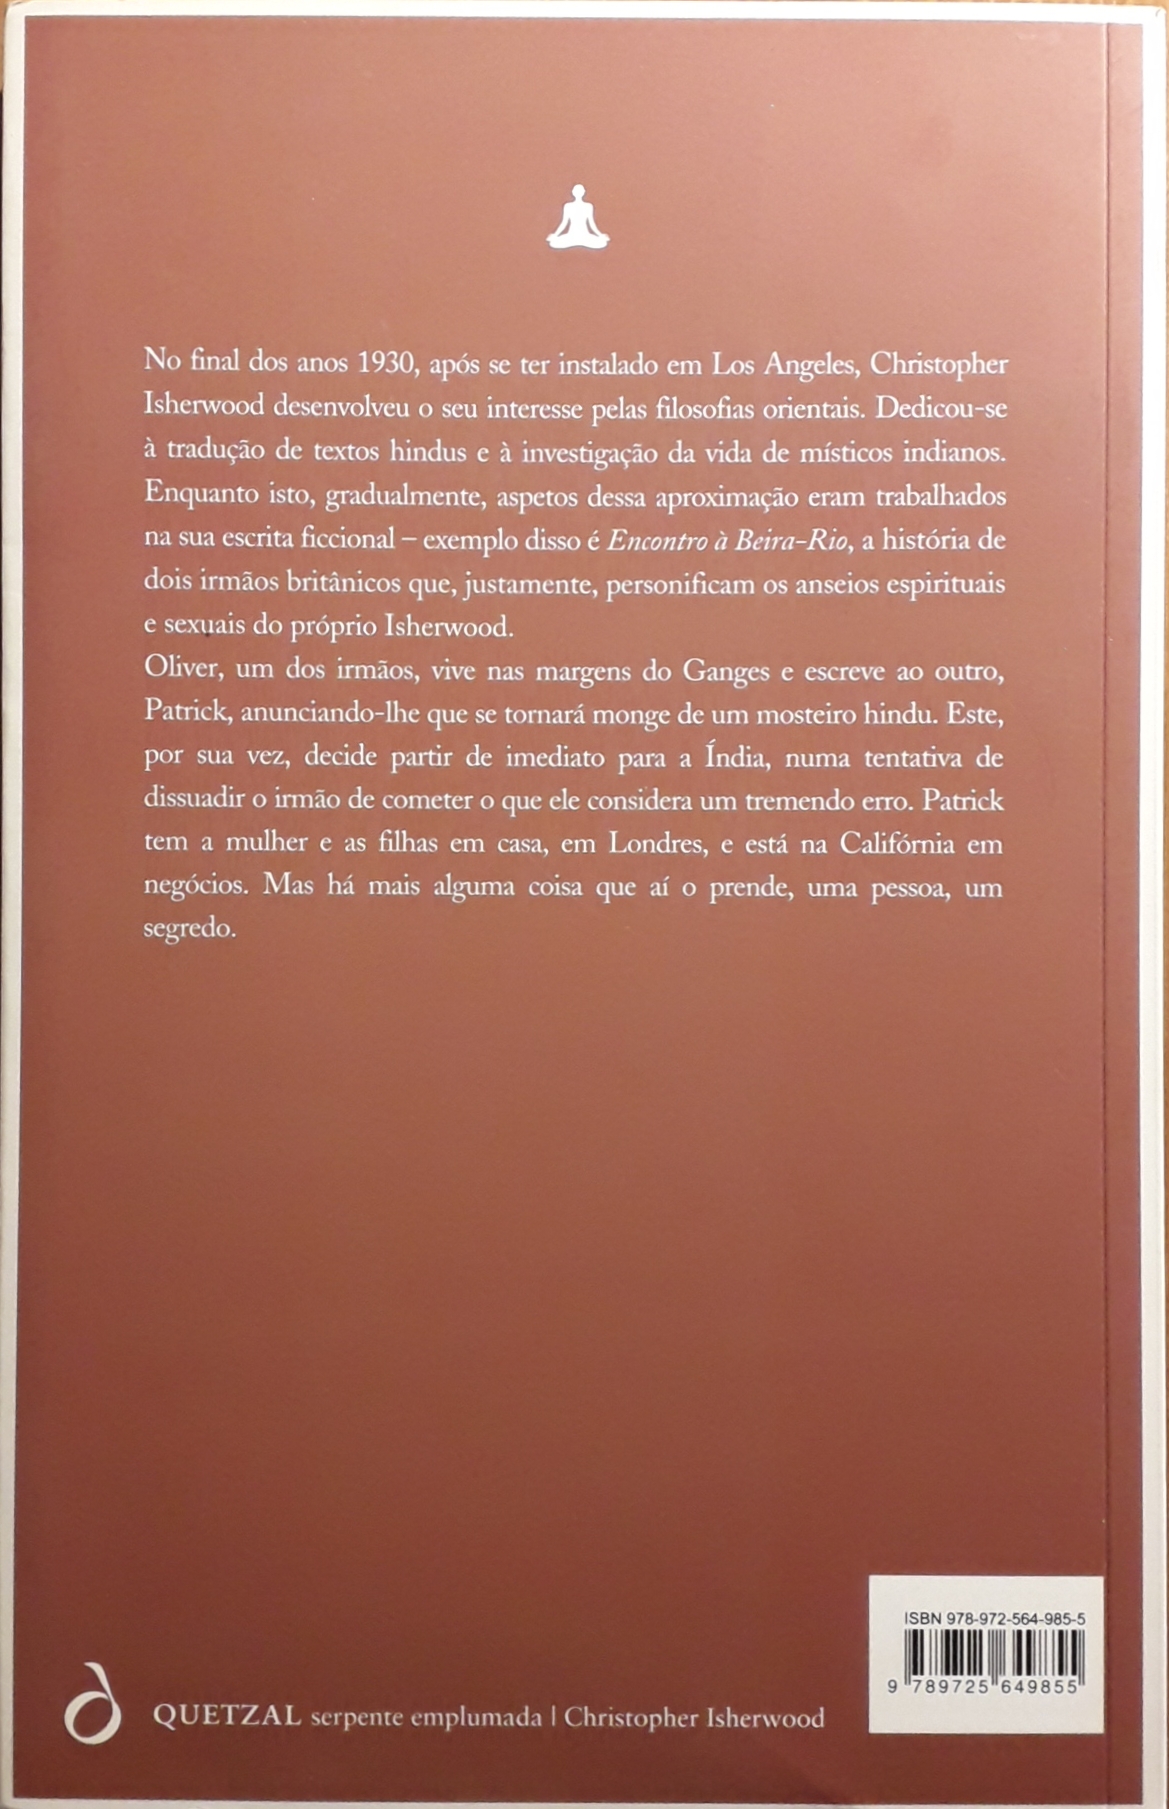 No final dos anos 1930, após se ter instalado em Los Angeles, Christopher
Isherwood desenvolveu o seu interesse pelas filosofias orientais. Dedicou-se
à tradução de textos hindus e à investigação da vida de místicos indianos.
Enquanto isto, gradualmente, aspetos dessa aproximação eram trabalhados
na sua escrita ficcional – exemplo disso é Encontro à Beira-Rio, a história de
dois irmãos britânicos que, justamente, personificam os anseios espirituais
e sexuais do próprio Isherwood.
Oliver, um dos irmãos, vive nas margens do Ganges e escreve ao outro,
Patrick, anunciando-lhe que se tornará monge de um mosteiro hindu. Este,
por sua vez, decide partir de imediato para a Índia, numa tentativa de
dissuadir o irmão de cometer o que ele considera um tremendo erro. Patrick
tem a mulher e as filhas em casa, em Londres, e está na Califórnia em
negócios. Mas há mais alguma coisa que aí o prende, uma pessoa, um
segredo.
ISBN 978-972-564-985-5
9 789725 649855
QUETZAL serpente emplumada | Christopher Isherwood